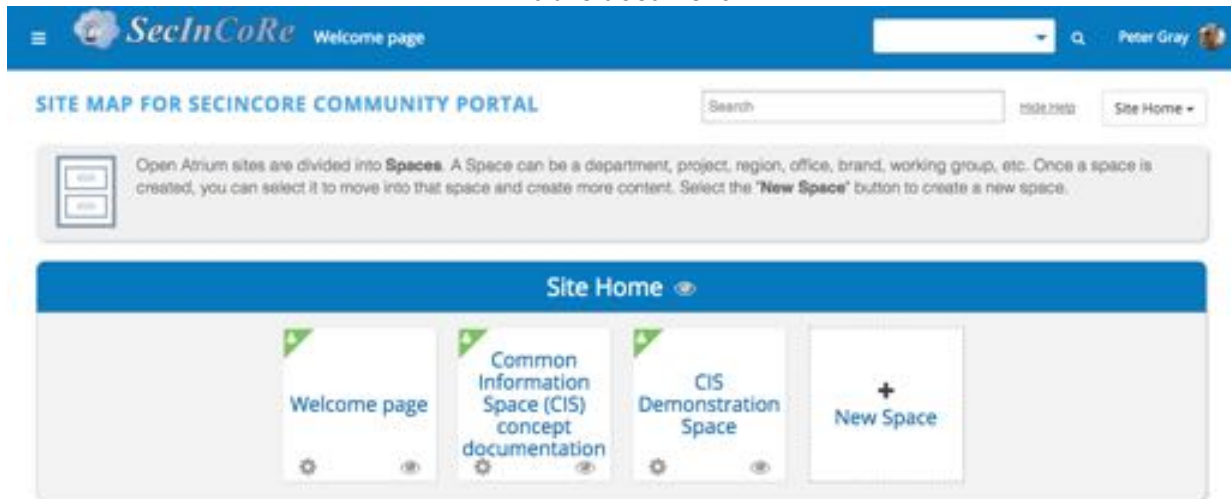 SecInCoRe Welcome page
Peter Gray
SITE MAP FOR SECINCORE COMMUNITY PORTAL
Search
Hide Help
Site Home
Open Atrium sites are divided into Spaces. A Space can be a department, project, region, office, brand, working group, etc. Once a space is
created, you can select it to move into that space and create more content. Select the "New Space" button to create a new space.
Site Home
Welcome page
Common
Information
Space (CIS)
concept
documentation
CIS
Demonstration
Space
+
New Space